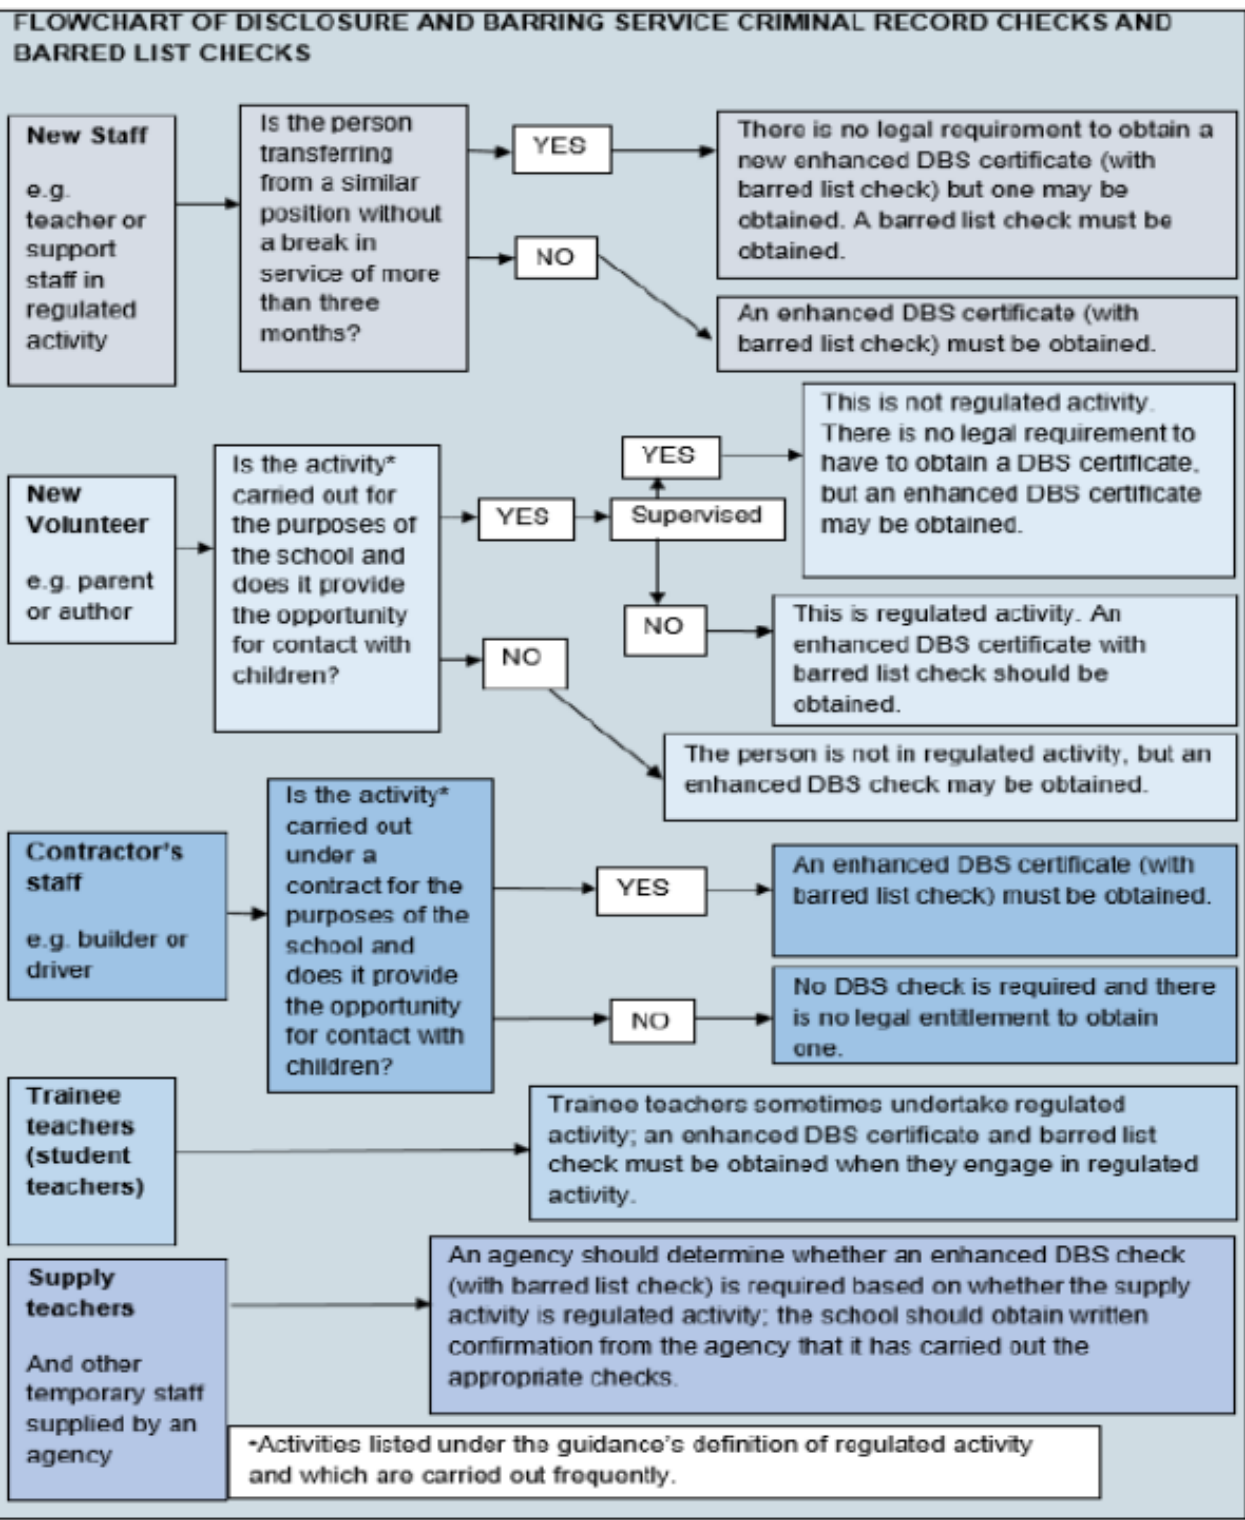 FLOWCHART OF DISCLOSURE AND BARRING SERVICE CRIMINAL RECORD CHECKS AND
BARRED LIST CHECKS
New Staff
e.g.
teacher or
support
staff in
regulated
activity
Is the person
transferring
from a similar
position without
a break in
service of more
than three
months?
YES
There is no legal requirement to obtain a
new enhanced DBS certificate (with
barred list check) but one may be
obtained. A barred list check must be
obtained.
NO
An enhanced DBS certificate (with
barred list check) must be obtained.
New
Volunteer
e.g. parent
or author
Is the activity*
carried out for
the purposes of
the school and
does it provide
the opportunity
for contact with
children?
YES
Supervised
YES
This is not regulated activity.
There is no legal requirement to
have to obtain a DBS certificate,
but an enhanced DBS certificate
may be obtained.
NO
This is regulated activity. An
enhanced DBS certificate with
barred list check should be
obtained.
NO
The person is not in regulated activity, but an
enhanced DBS check may be obtained.
Contractor's
staff
e.g. builder or
driver
Is the activity*
carried out
under a
contract for the
purposes of the
school and
does it provide
the opportunity
for contact with
children?
YES
An enhanced DBS certificate (with
barred list check) must be obtained.
NO
No DBS check is required and there
is no legal entitlement to obtain
one.
Trainee
teachers
(student
teachers)
Trainee teachers sometimes undertake regulated
activity; an enhanced DBS certificate and barred list
check must be obtained when they engage in regulated
activity.
Supply
teachers
And other
temporary staff
supplied by an
agency
An agency should determine whether an enhanced DBS check
(with barred list check) is required based on whether the supply
activity is regulated activity; the school should obtain written
confirmation from the agency that it has carried out the
appropriate checks.
*Activities listed under the guidance's definition of regulated activity
and which are carried out frequently.